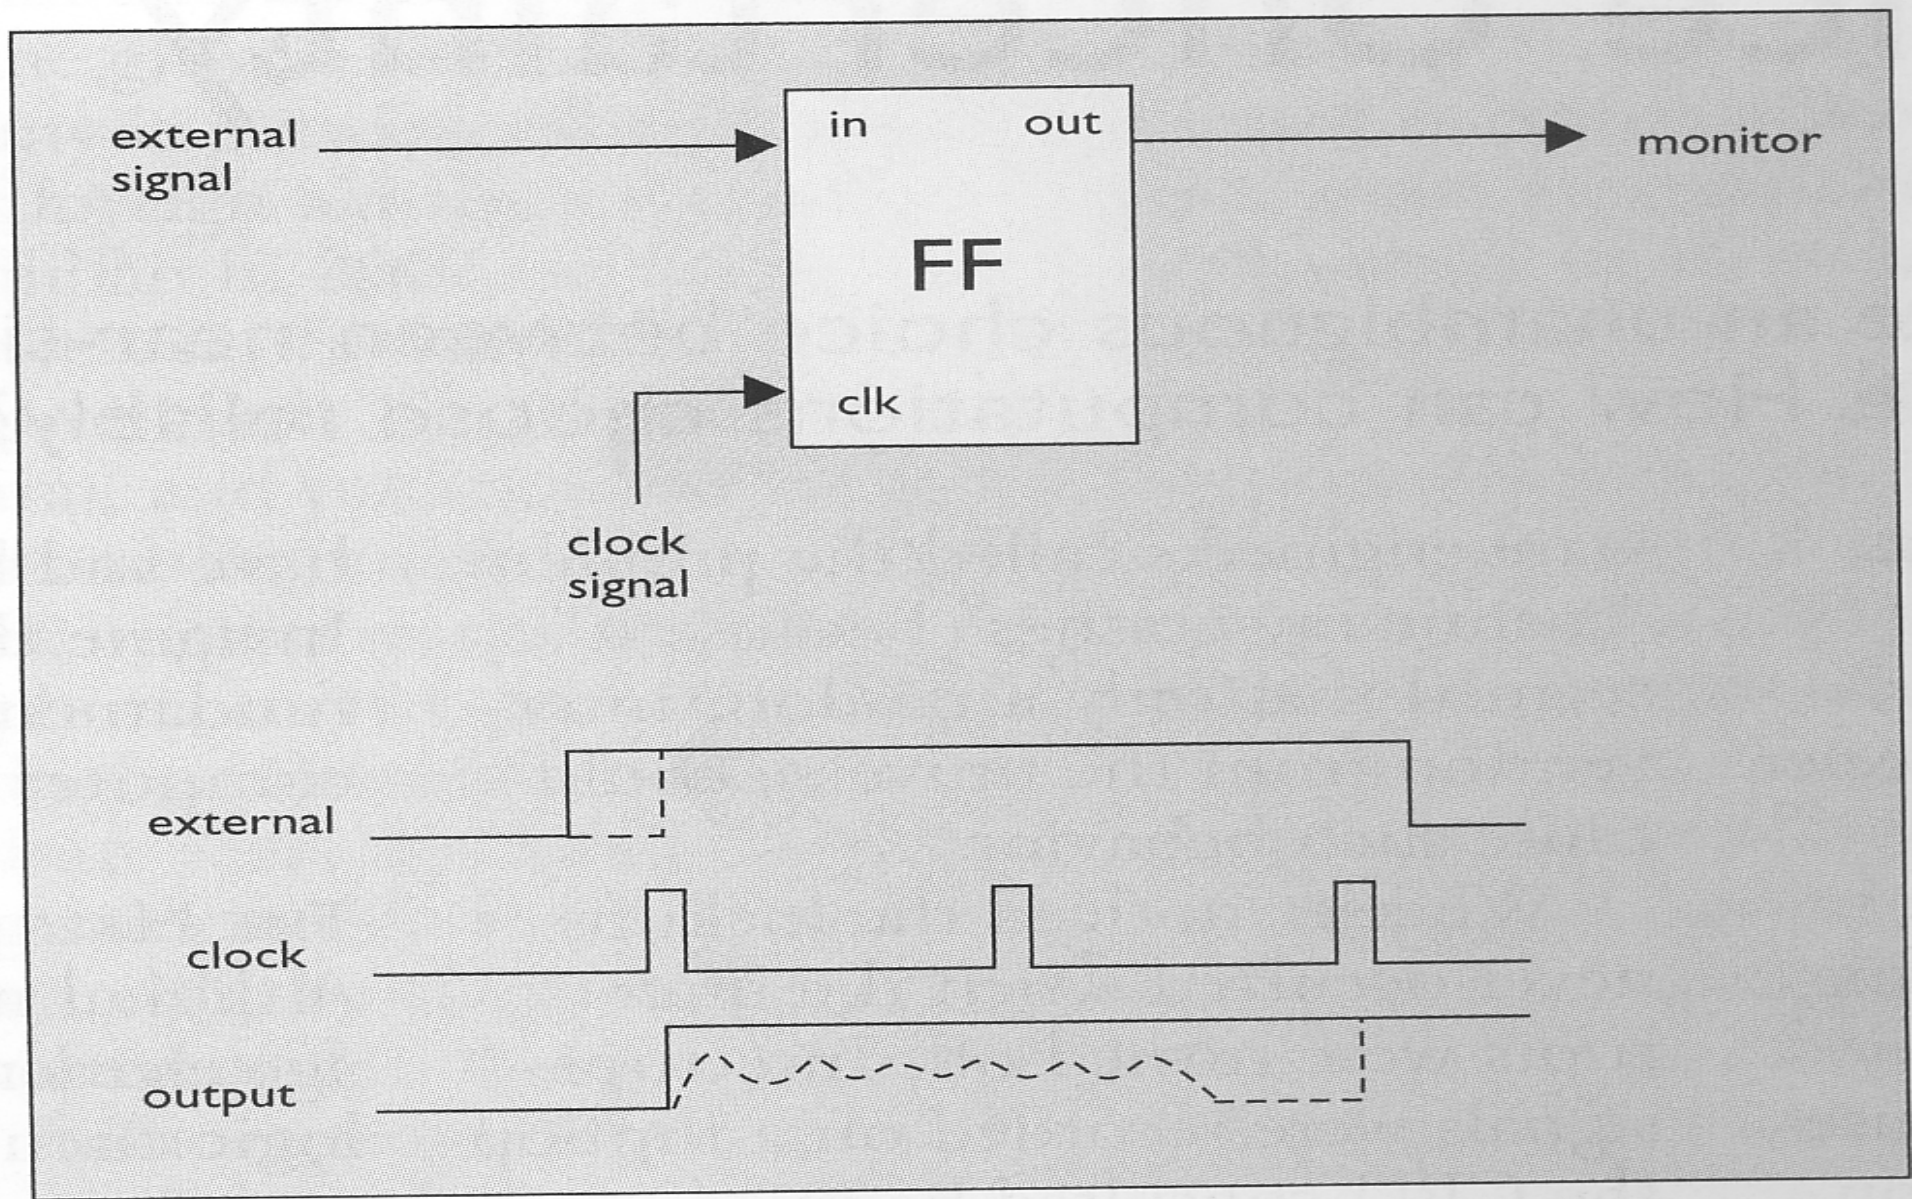 external
signal
in
out
monitor
FF
clk
clock
signal
external
clock
output